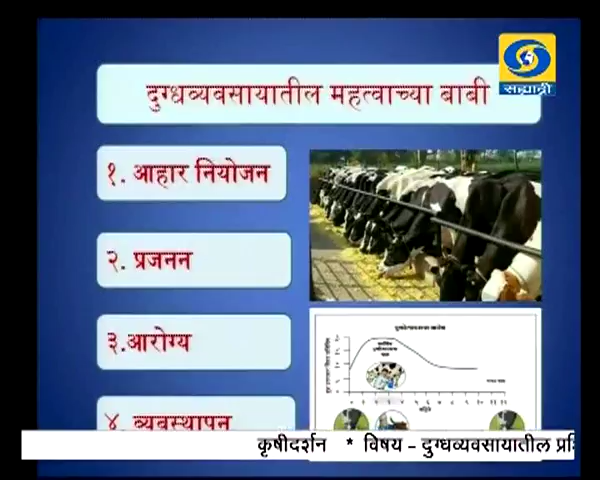 सह्याद्री
दुग्धव्यवसायातील महत्वाच्या बाबी
१. आहार नियोजन
२. प्रजनन
३.आरोग्य
४. व्यवस्थापन
कृषीदर्शन * विषय – दुग्धव्यवसायातील